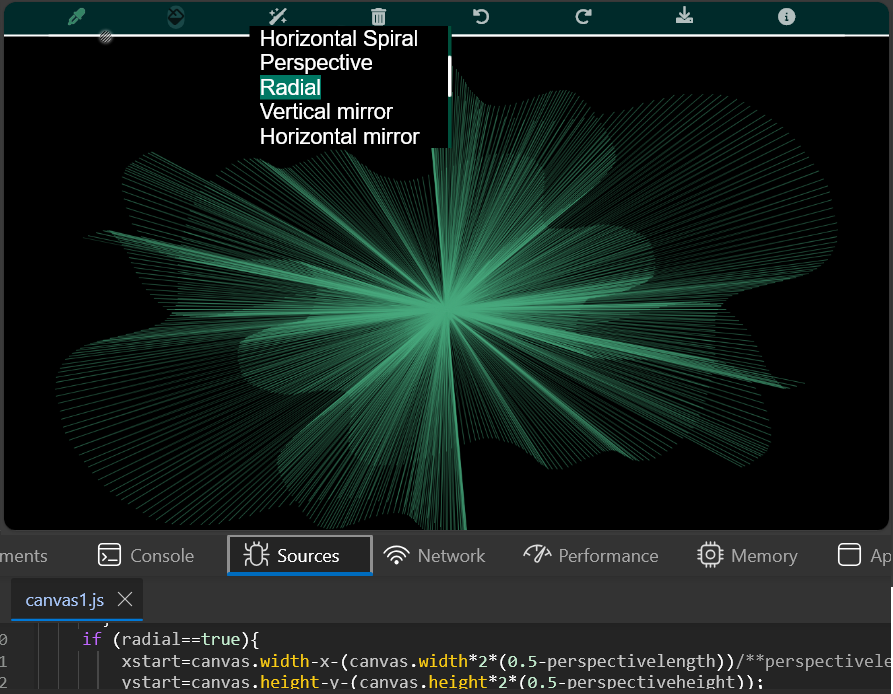 Horizontal Spiral
Perspective
Radial
Vertical mirror
Horizontal mirror
ments
Console
Sources
Network
Performance
Memory
Ap
canvas1.js
0 if (radial==true){
1 xstart=canvas.width-x-(canvas.width*2*(0.5-perspectivelength))/**perspectivele
2 ystart=canvas.height-y-(canvas.height*2*(0.5-perspectiveheight));